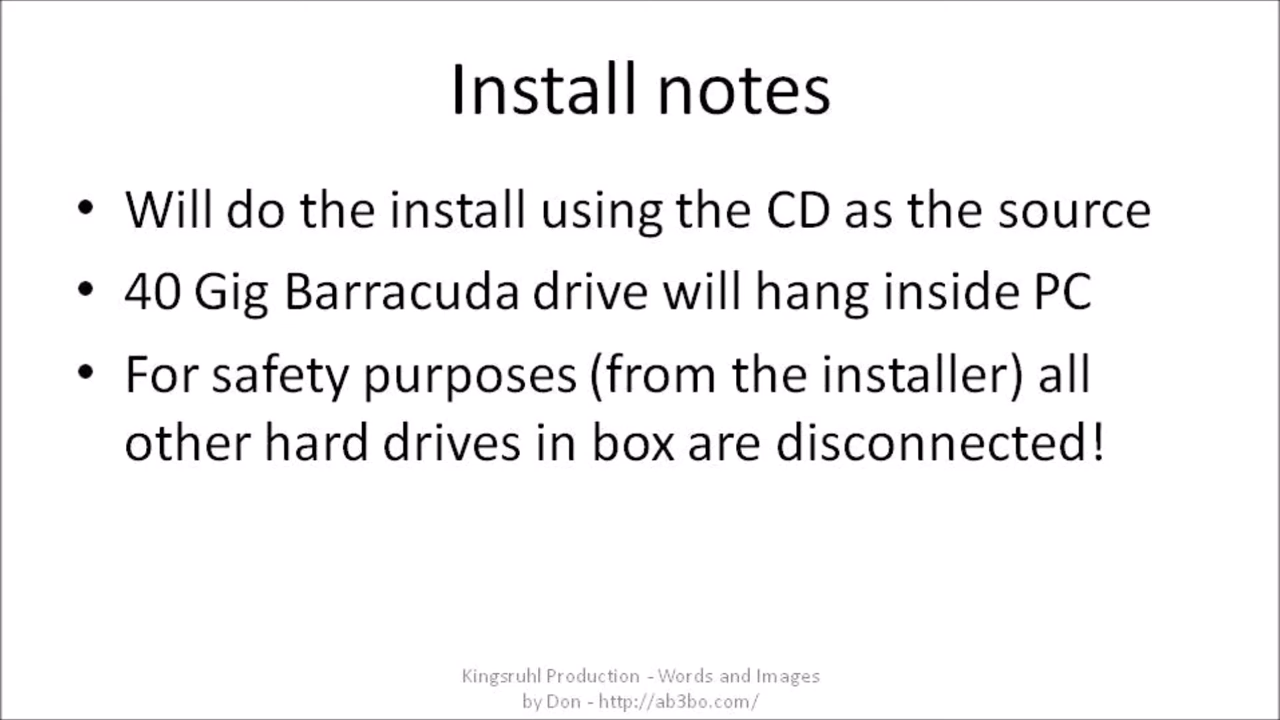 Install notes
• Will do the install using the CD as the source
• 40 Gig Barracuda drive will hang inside PC
• For safety purposes (from the installer) all
other hard drives in box are disconnected!
Kingsruhl Production - Words and Images
by Don - http://ab3bo.com/